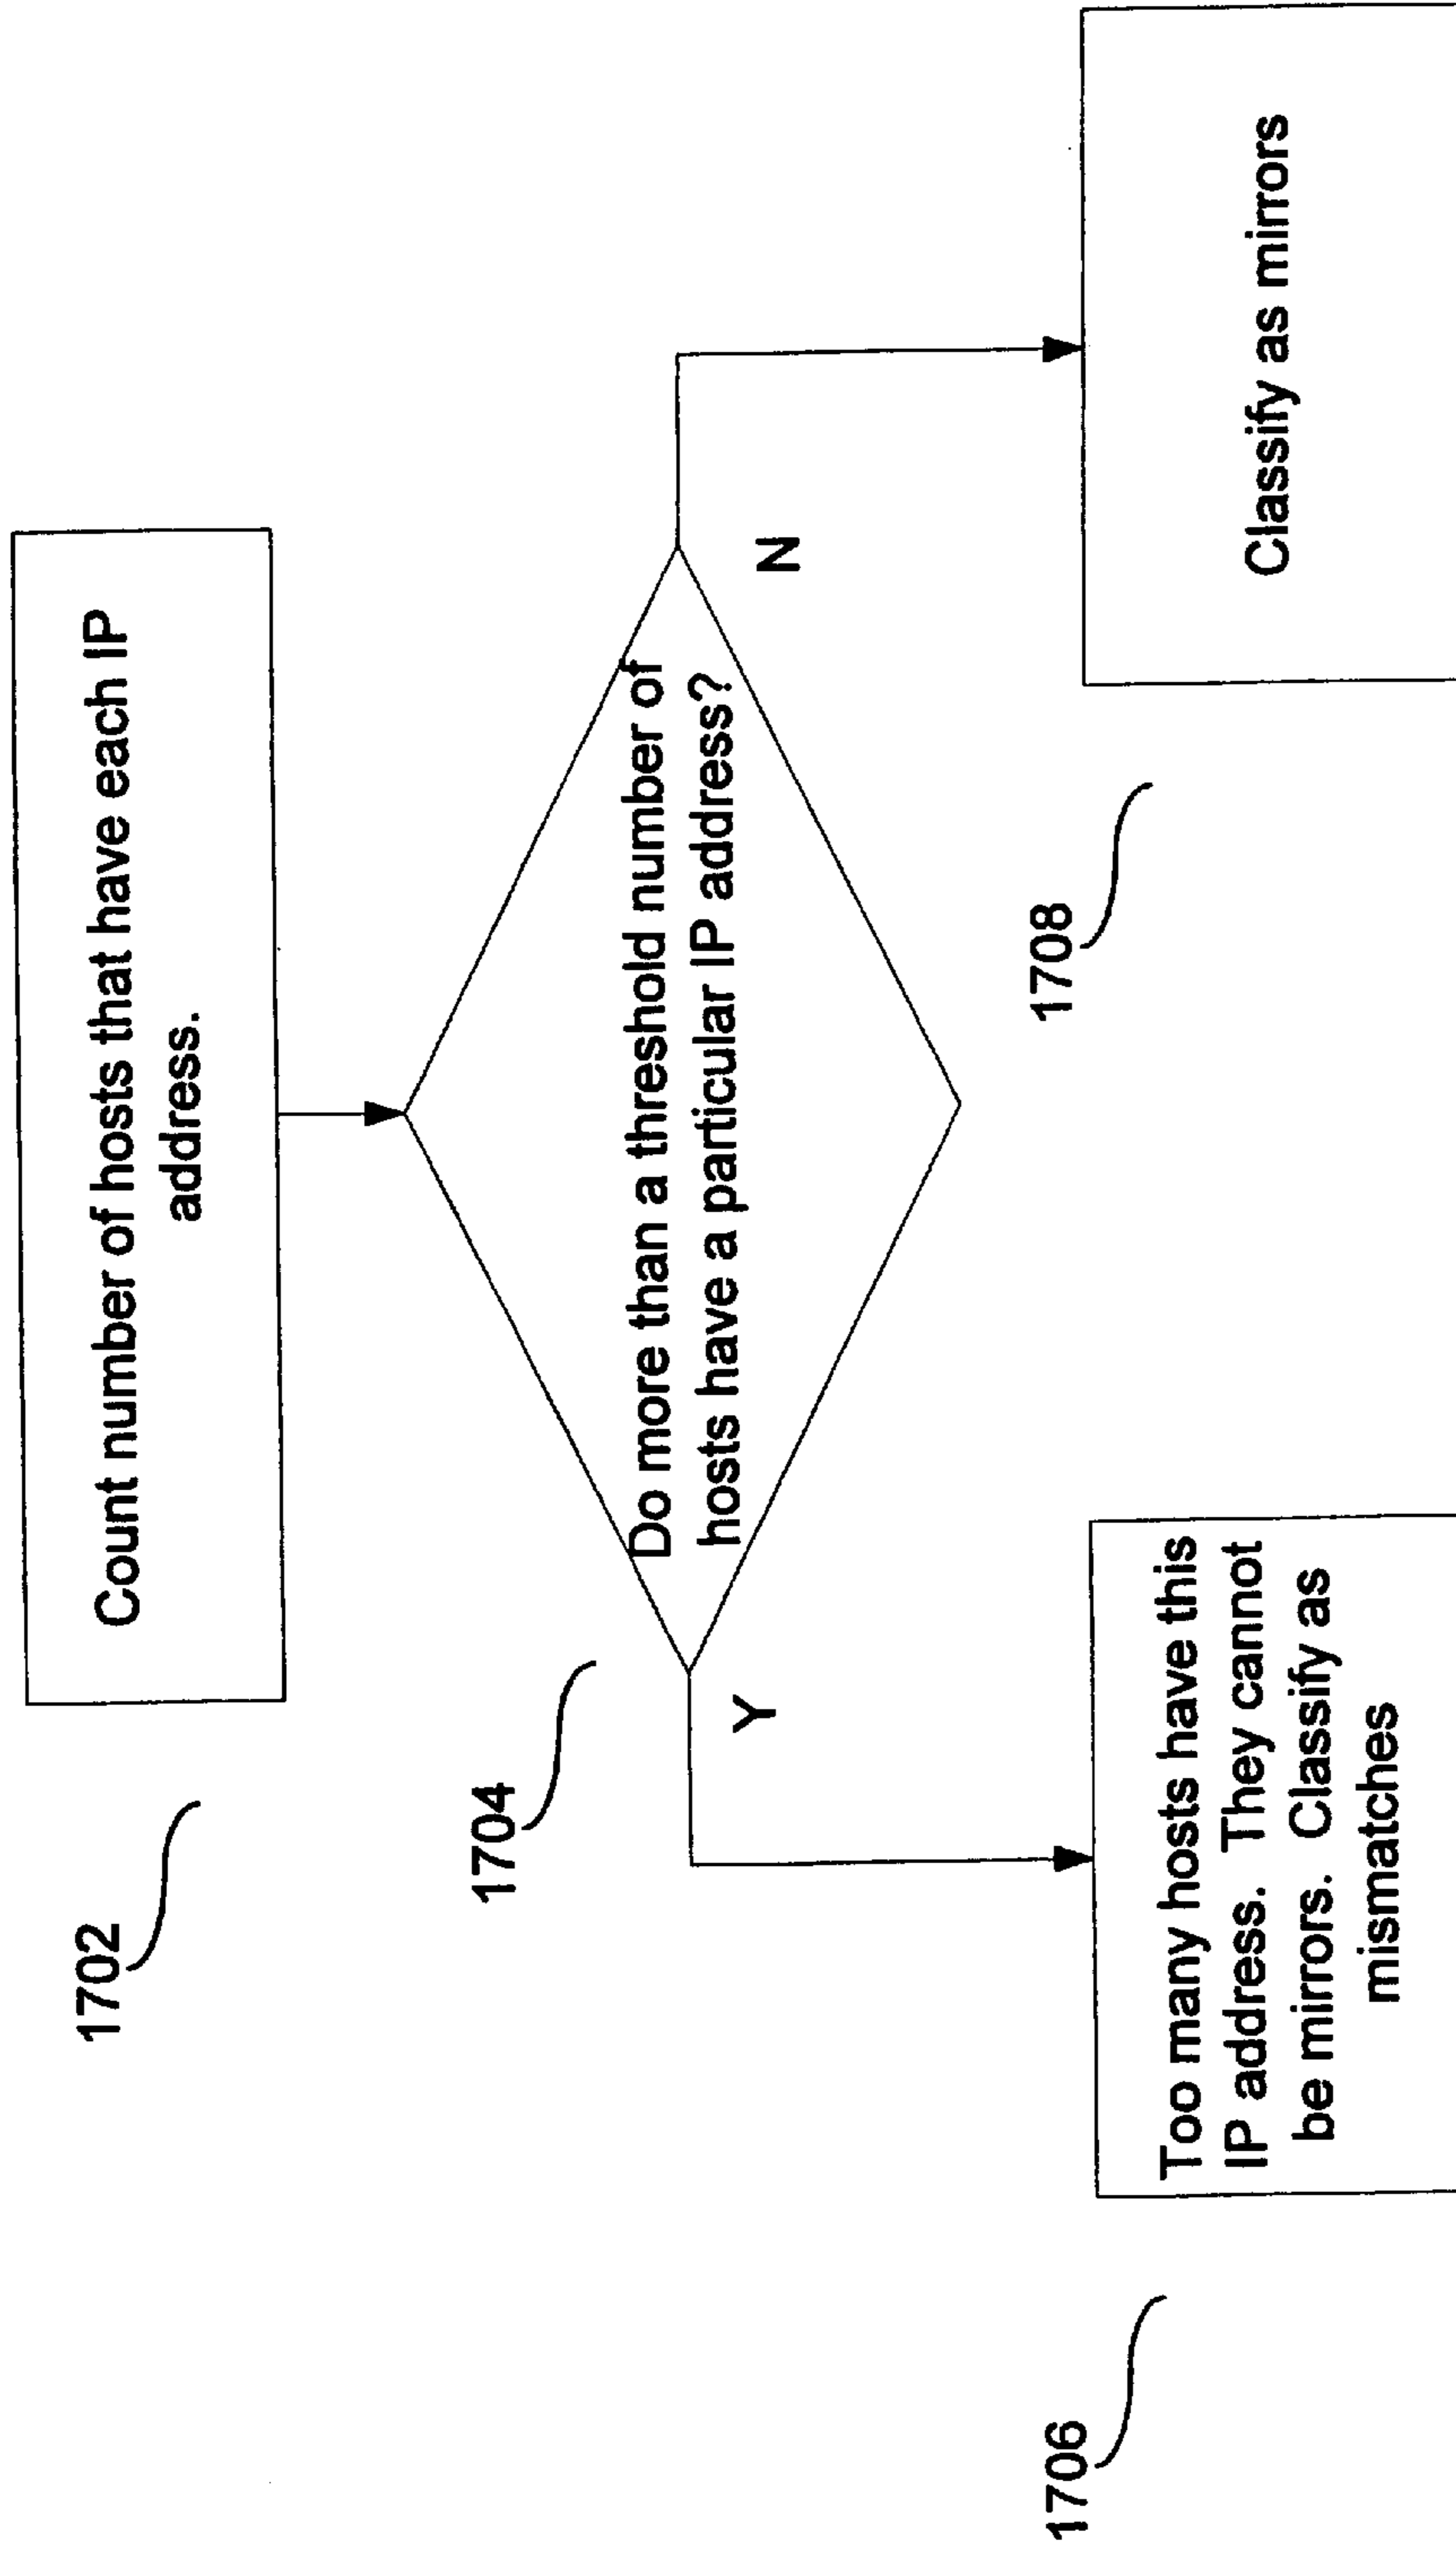 1702
Count number of hosts that have each IP
address.
1704
Do more than a threshold number of
hosts have a particular IP address?
Y
N
1706
Too many hosts have this
IP address. They cannot
be mirrors. Classify as
mismatches
1708
Classify as mirrors